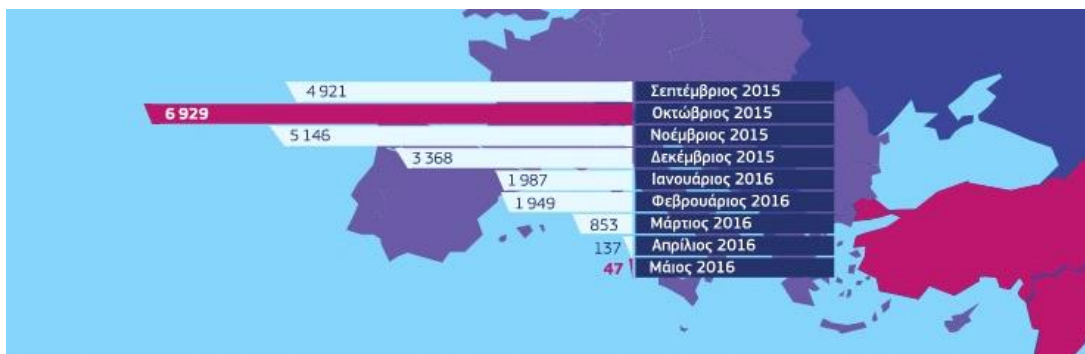 4 921 Σεπτέμβριος 2015
6 929 Οκτώβριος 2015
5 146 Νοέμβριος 2015
3 368 Δεκέμβριος 2015
1 987 Ιανουάριος 2016
1 949 Φεβρουάριος 2016
853 Μάρτιος 2016
137 Απρίλιος 2016
47 Μάιος 2016